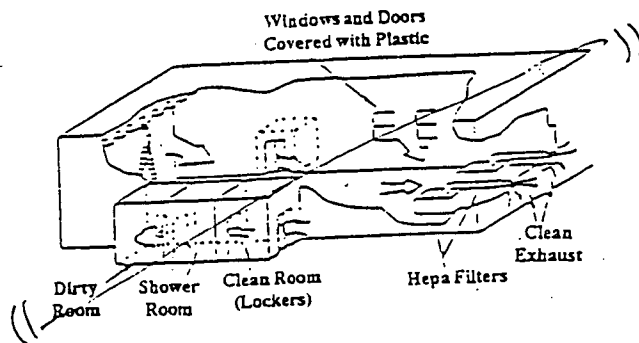 Windows and Doors
Covered with Plastic
Dirty
Room
Shower
Room
Clean Room
(Lockers)
Hepa Filters
Clean
Exhaust